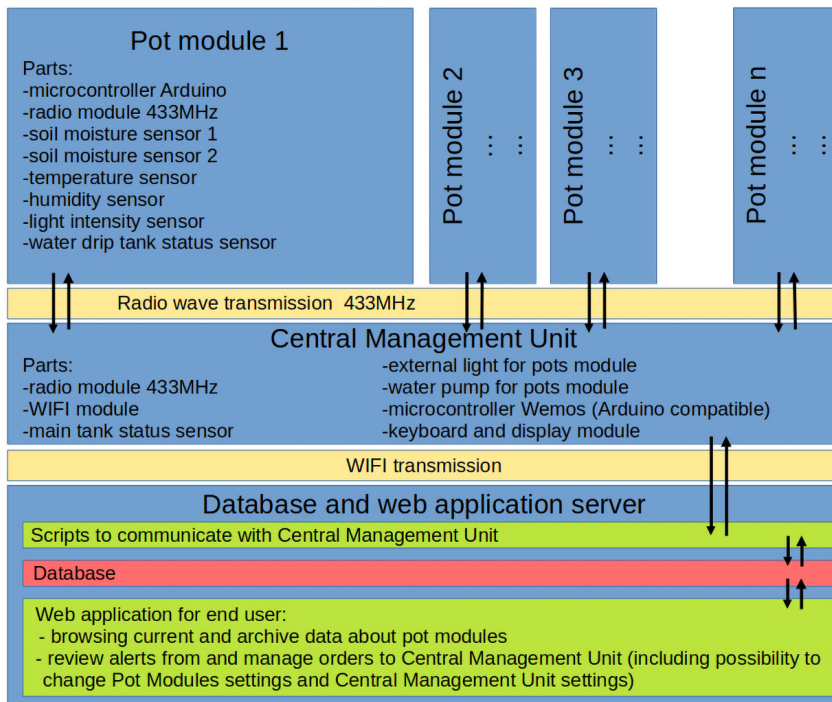 Pot module 1
Parts:
-microcontroller Arduino
-radio module 433MHz
-soil moisture sensor 1
-soil moisture sensor 2
-temperature sensor
-humidity sensor
-light intensity sensor
-water drip tank status sensor
Pot module 2
... ...
Pot module 3
... ...
Pot module n
... ...
Radio wave transmission 433MHz
Central Management Unit
Parts:
-radio module 433MHz
-WIFI module
-main tank status sensor
-external light for pots module
-water pump for pots module
-microcontroller Wemos (Arduino compatible)
-keyboard and display module
WIFI transmission
Database and web application server
Scripts to communicate with Central Management Unit
Database
Web application for end user:
- browsing current and archive data about pot modules
- review alerts from and manage orders to Central Management Unit (including possibility to
change Pot Modules settings and Central Management Unit settings)